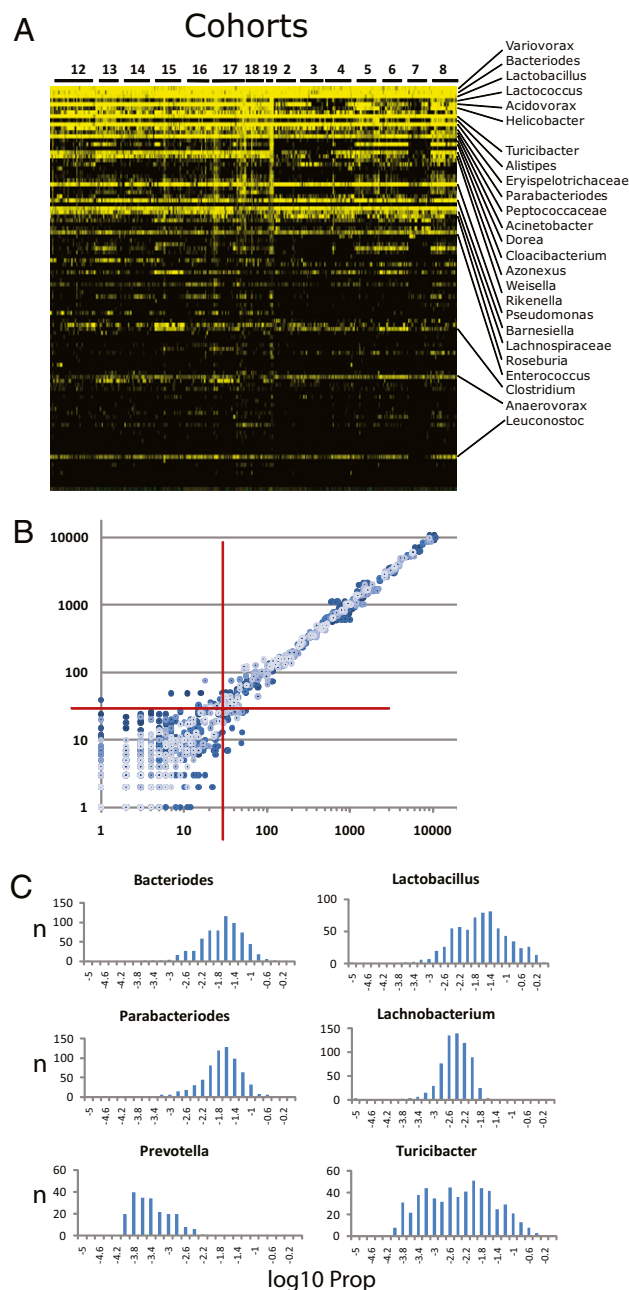 A
Cohorts
12 13 14 15 16 17 18 19 2 3 4 5 6 7 8
Variovorax
Bacteriodes
Lactobacillus
Lactococcus
Acidovorax
Helicobacter
Turicibacter
Alistipes
Eryispelotrichaceae
Parabacteriodes
Peptococcaceae
Acinetobacter
Dorea
Cloacibacterium
Azonexus
Weisella
Rikenella
Pseudomonas
Barnesiella
Lachnospiraceae
Roseburia
Enterococcus
Clostridium
Anaerovorax
Leuconostoc
B
10000
1000
100
10
1
1 10 100 1000 10000
C
Bacteriodes
n
150
100
50
0
-5 -4.6 -4.2 -3.8 -3.4 -3 -2.6 -2.2 -1.8 -1.4 -1 -0.6 -0.2
Lactobacillus
100
50
0
-5 -4.6 -4.2 -3.8 -3.4 -3 -2.6 -2.2 -1.8 -1.4 -1 -0.6 -0.2
Parabacteriodes
n
150
100
50
0
-5 -4.6 -4.2 -3.8 -3.4 -3 -2.6 -2.2 -1.8 -1.4 -1 -0.6 -0.2
Lachnobacterium
150
100
50
0
-5 -4.6 -4.2 -3.8 -3.4 -3 -2.6 -2.2 -1.8 -1.4 -1 -0.6 -0.2
Prevotella
n
60
40
20
0
-5 -4.6 -4.2 -3.8 -3.4 -3 -2.6 -2.2 -1.8 -1.4 -1 -0.6 -0.2
Turicibacter
60
40
20
0
-5 -4.6 -4.2 -3.8 -3.4 -3 -2.6 -2.2 -1.8 -1.4 -1 -0.6 -0.2
log10 Prop